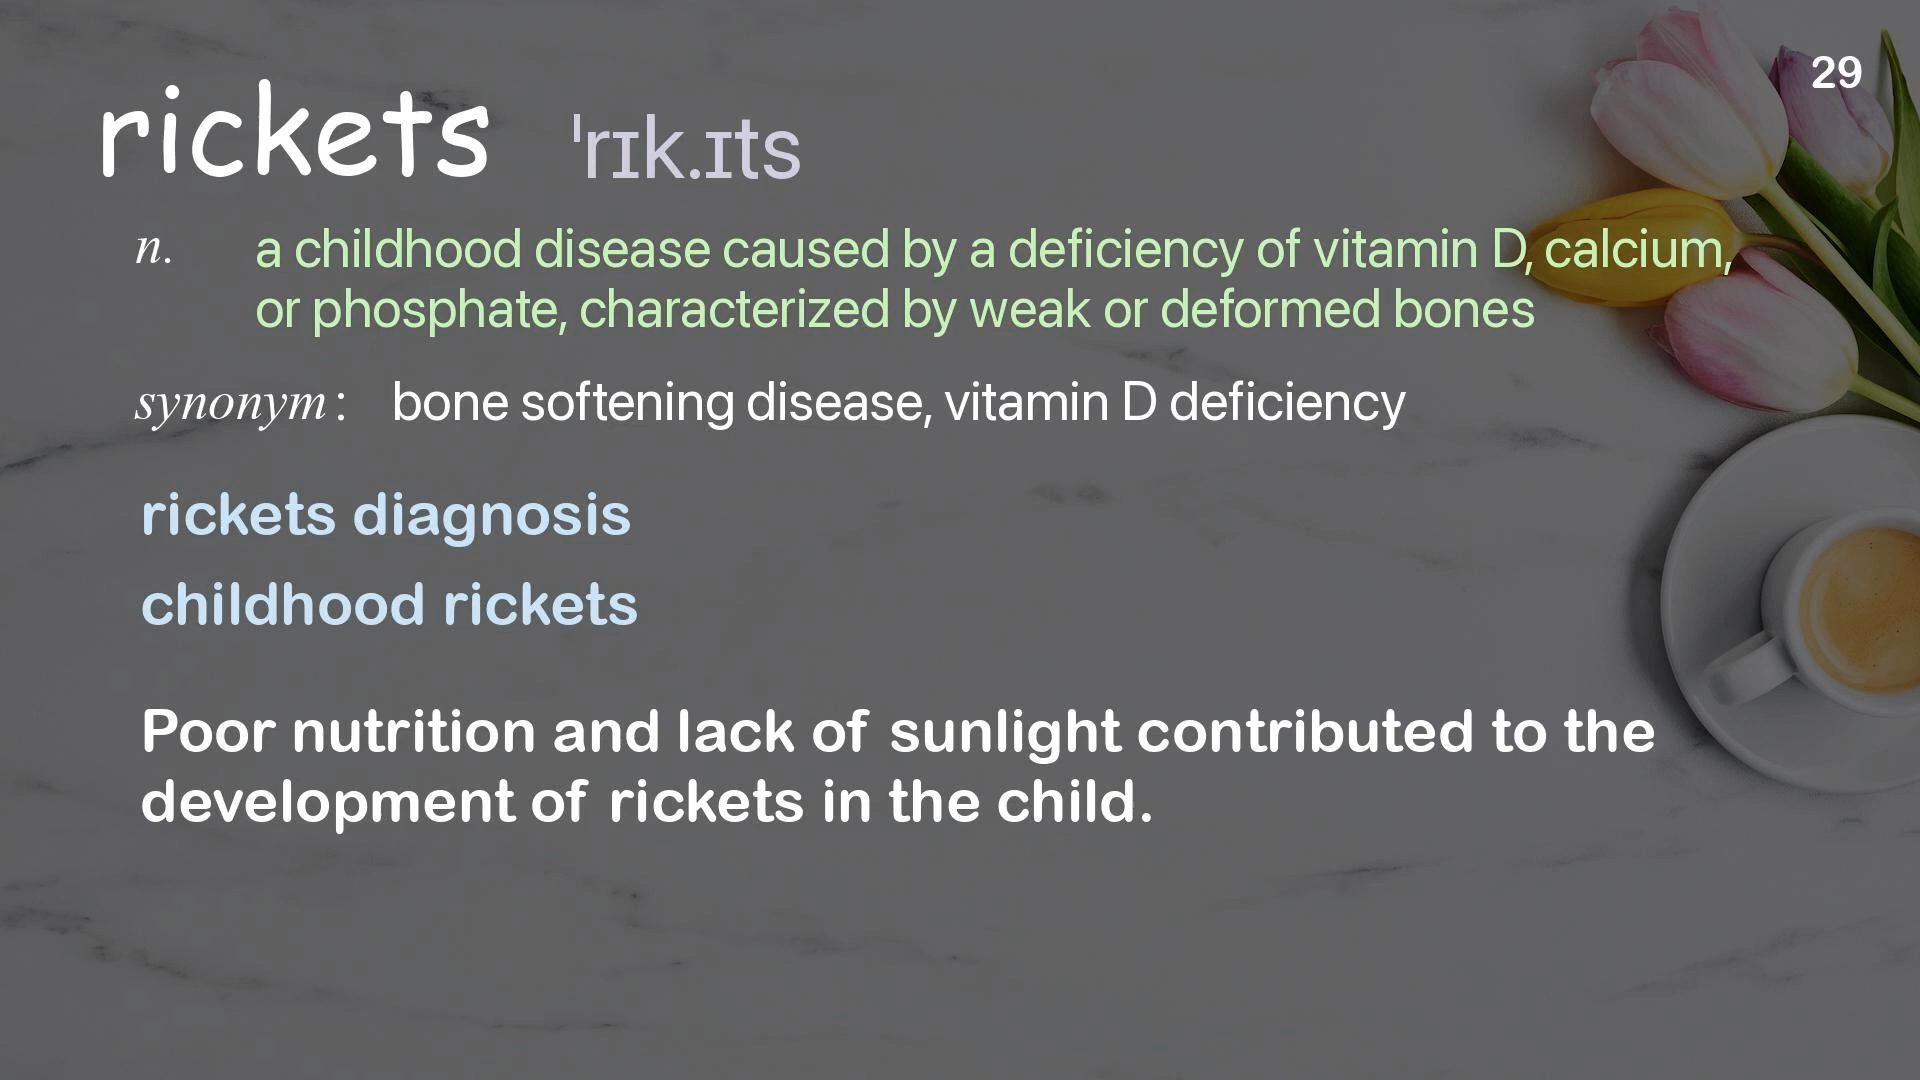 29
rickets ˈrɪk.ɪts
n. a childhood disease caused by a deficiency of vitamin D, calcium,
or phosphate, characterized by weak or deformed bones
synonym: bone softening disease, vitamin D deficiency
rickets diagnosis
childhood rickets
Poor nutrition and lack of sunlight contributed to the
development of rickets in the child.